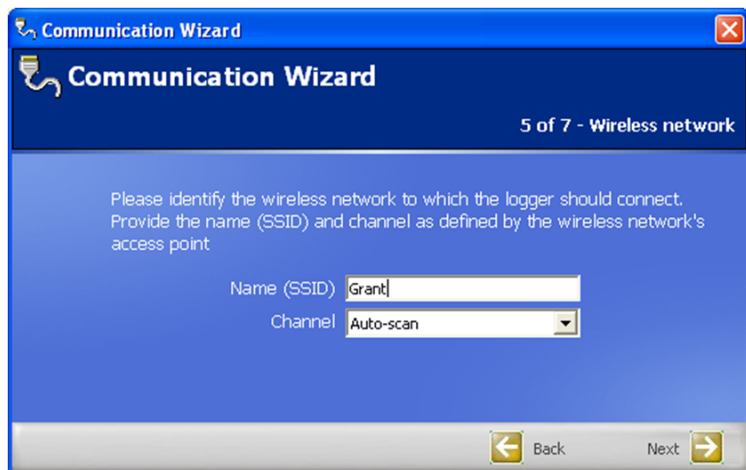 Communication Wizard
Communication Wizard
5 of 7 - Wireless network
Please identify the wireless network to which the logger should connect.
Provide the name (SSID) and channel as defined by the wireless network's
access point
Name (SSID) Grant
Channel Auto-scan
Back Next